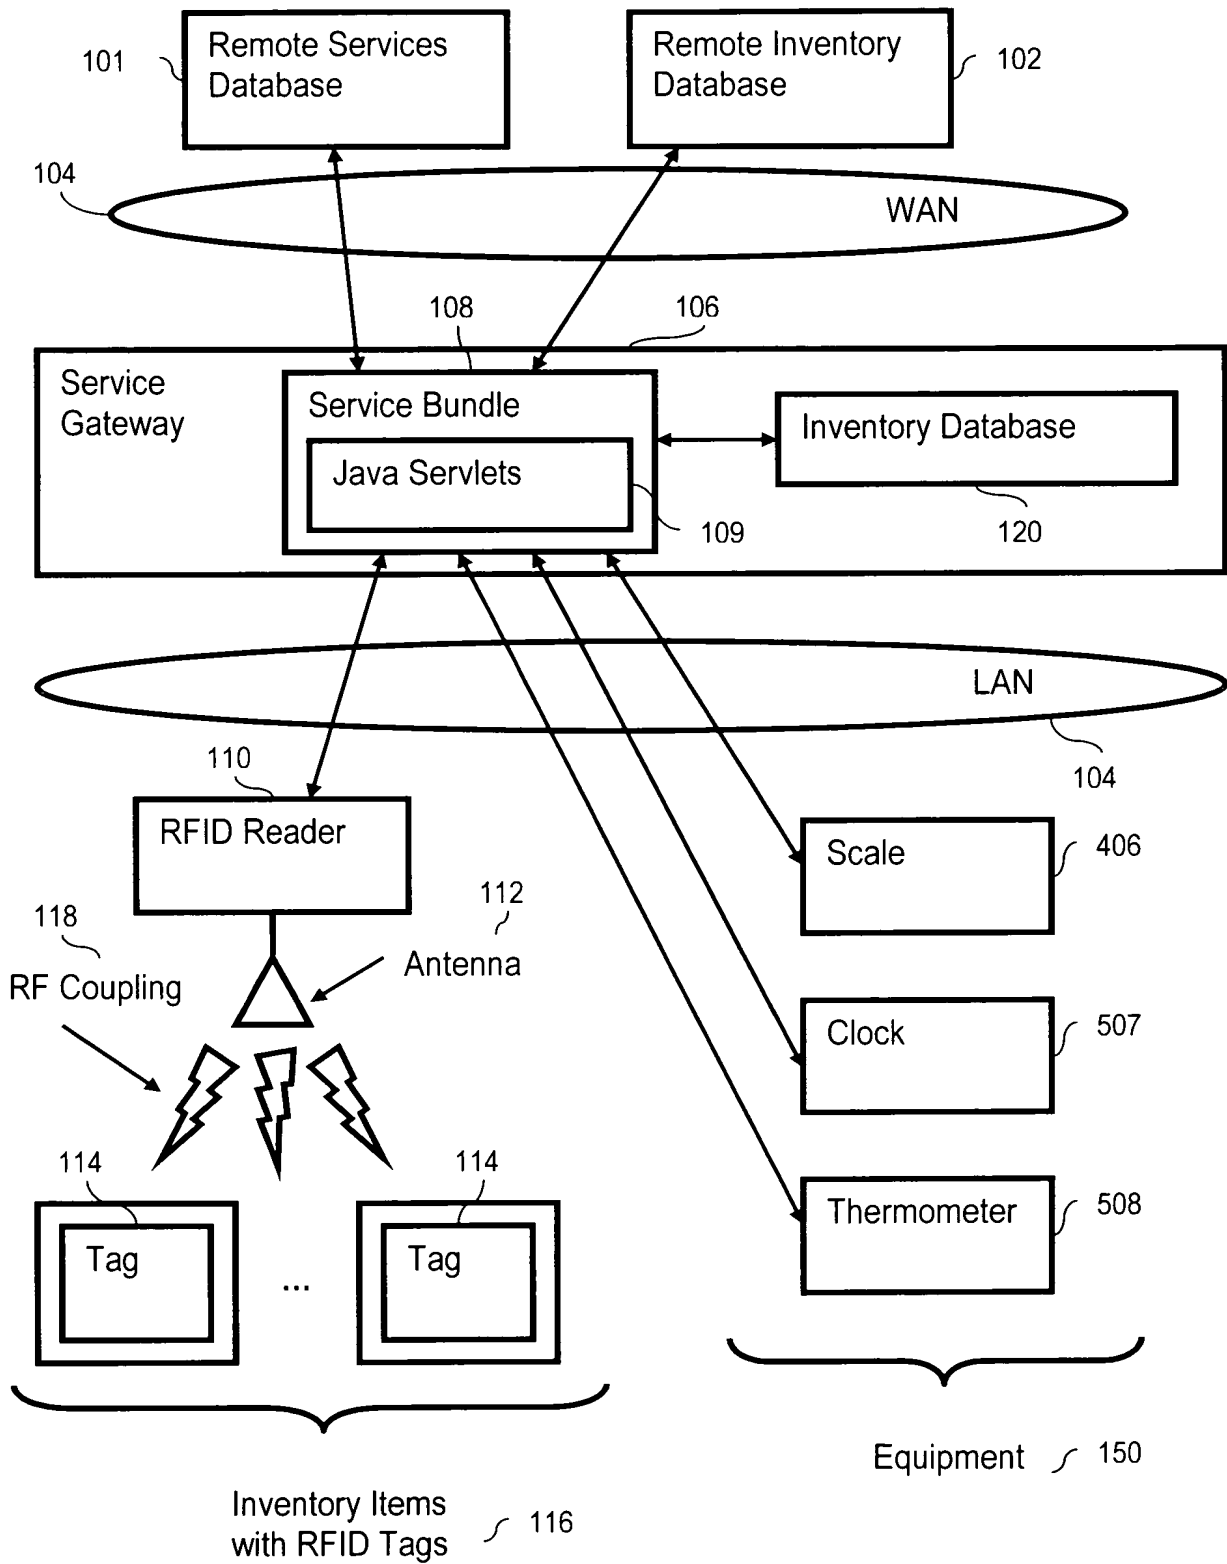 Remote Services
Database
101
Remote Inventory
Database
102
104
WAN
108
106
Service
Gateway
Service Bundle
Java Servlets
109
Inventory Database
120
LAN
104
110
RFID Reader
Scale
406
118
RF Coupling
112
Antenna
Clock
507
114
Tag
...
114
Tag
Thermometer
508
Equipment
150
Inventory Items
with RFID Tags
116